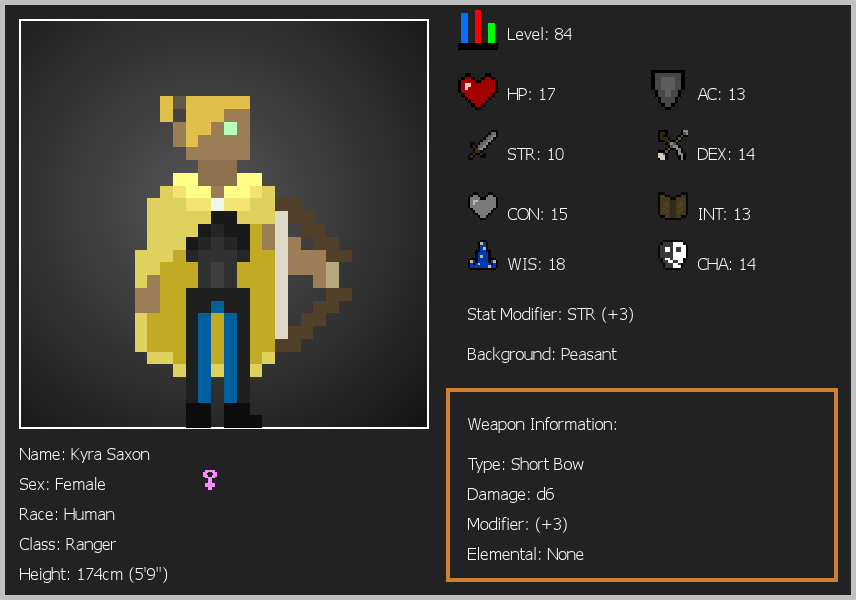 Level: 84
HP: 17
AC: 13
STR: 10
DEX: 14
CON: 15
INT: 13
WIS: 18
CHA: 14
Stat Modifier: STR (+3)
Background: Peasant
Weapon Information:
Type: Short Bow
Damage: d6
Modifier: (+3)
Elemental: None
Name: Kyra Saxon
Sex: Female
Race: Human
Class: Ranger
Height: 174cm (5'9")